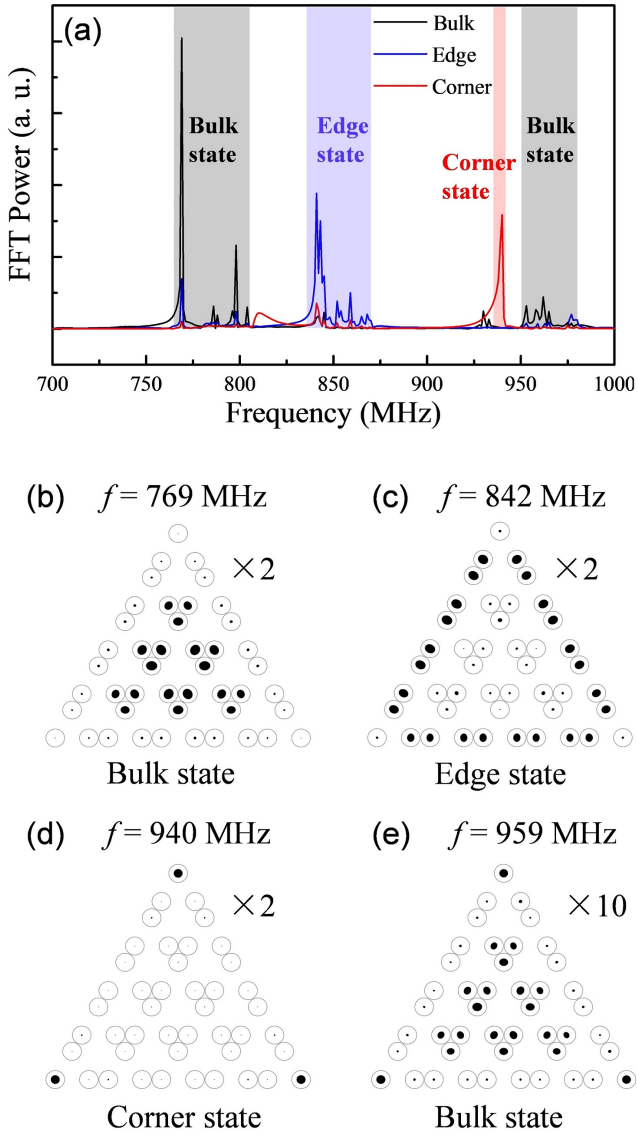 (a)
Bulk
Edge
Corner
Bulk
state
Edge
state
Corner
state
Bulk
state
FFT Power (a. u.)
700 750 800 850 900 950 1000
Frequency (MHz)
(b) f = 769 MHz
×2
Bulk state
(c) f = 842 MHz
×2
Edge state
(d) f = 940 MHz
×2
Corner state
(e) f = 959 MHz
×10
Bulk state